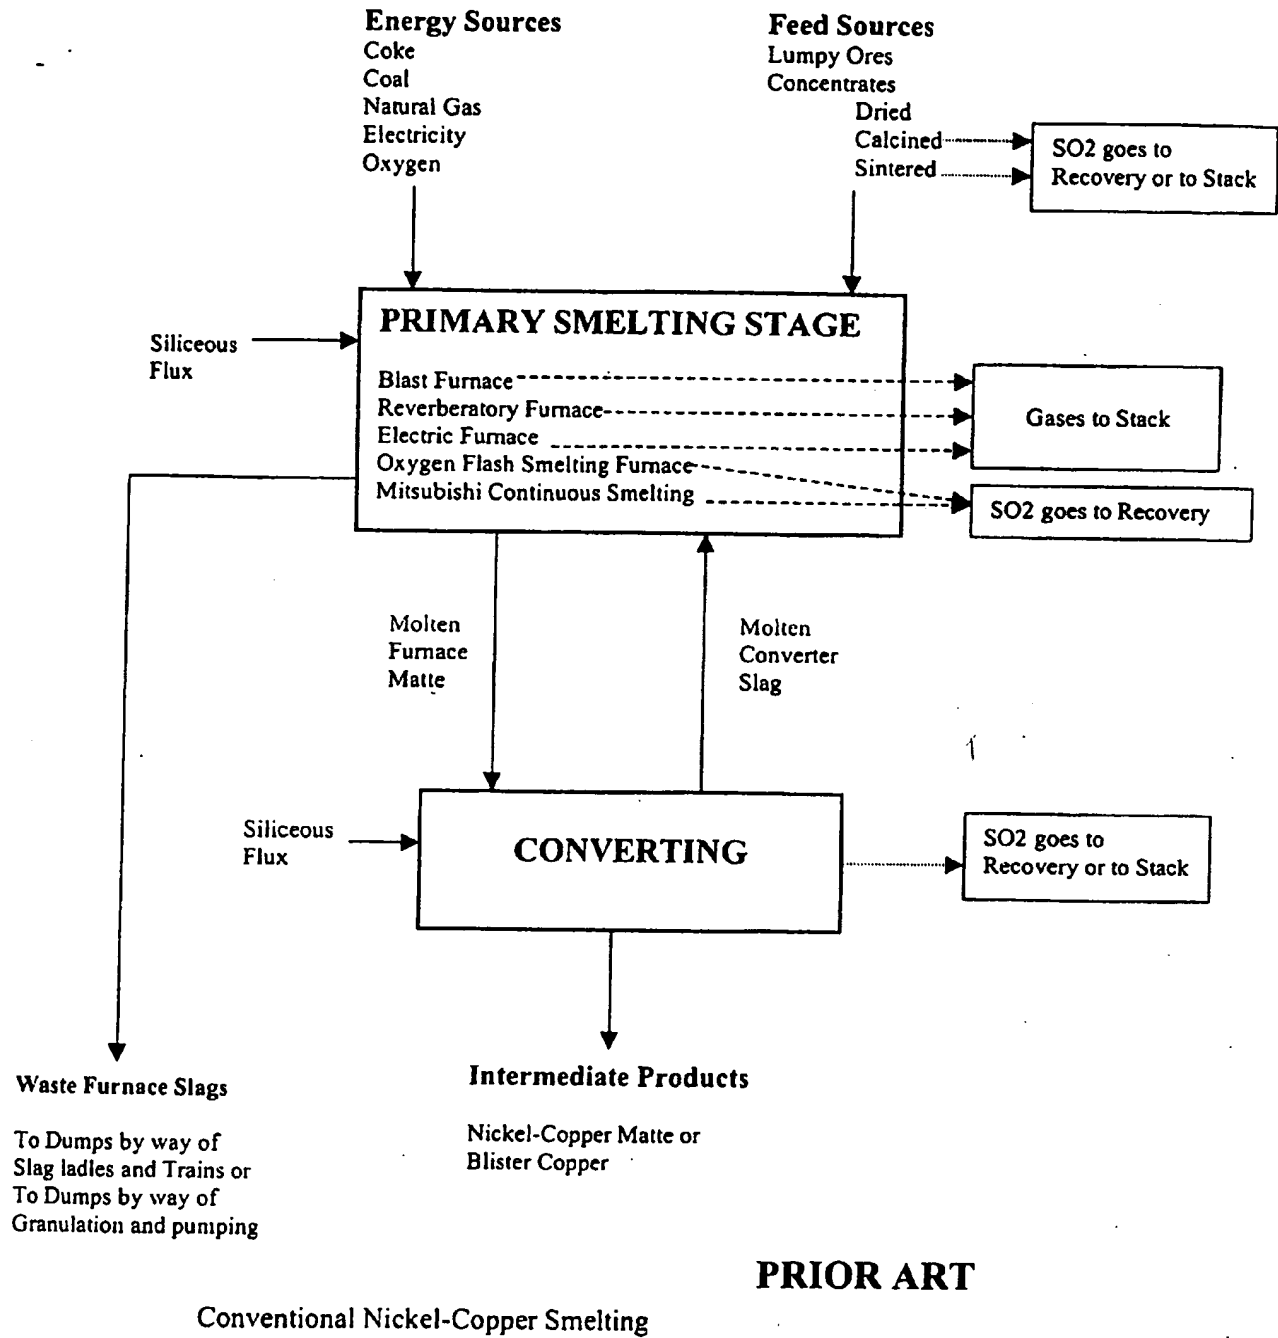 Energy Sources
Coke
Coal
Natural Gas
Electricity
Oxygen
Feed Sources
Lumpy Ores
Concentrates
Dried
Calcined
Sintered
SO2 goes to
Recovery or to Stack
Siliceous
Flux
PRIMARY SMELTING STAGE
Blast Furnace
Reverberatory Furnace
Electric Furnace
Oxygen Flash Smelting Furnace
Mitsubishi Continuous Smelting
Gases to Stack
SO2 goes to Recovery
Molten
Furnace
Matte
Molten
Converter
Slag
Siliceous
Flux
CONVERTING
SO2 goes to
Recovery or to Stack
Waste Furnace Slags
To Dumps by way of
Slag ladles and Trains or
To Dumps by way of
Granulation and pumping
Intermediate Products
Nickel-Copper Matte or
Blister Copper
PRIOR ART
Conventional Nickel-Copper Smelting